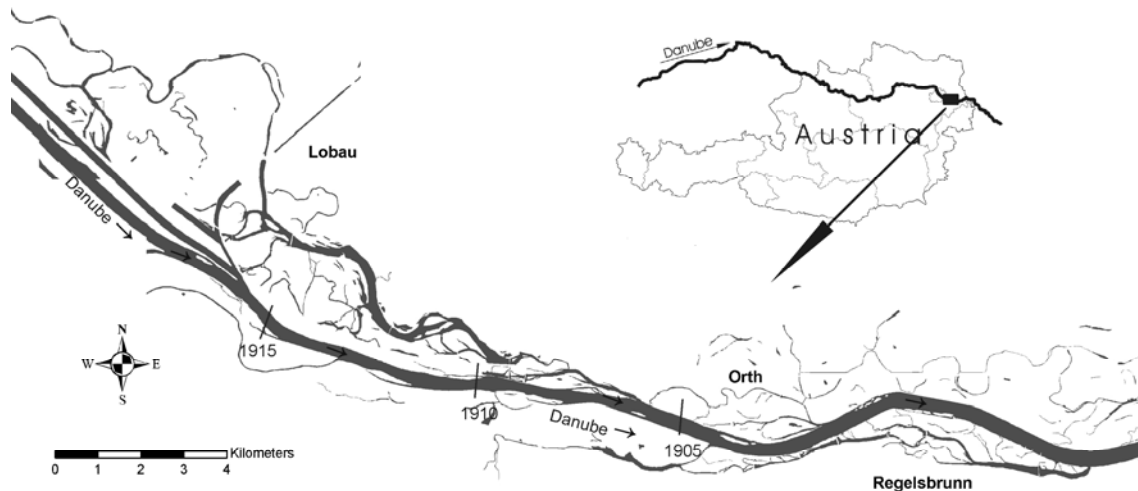 Danube
Austria
Lobau
Danube
N
W E
S
1915
1910
Orth
Danube
1905
Kilometers
0 1 2 3 4
Regelsbrunn